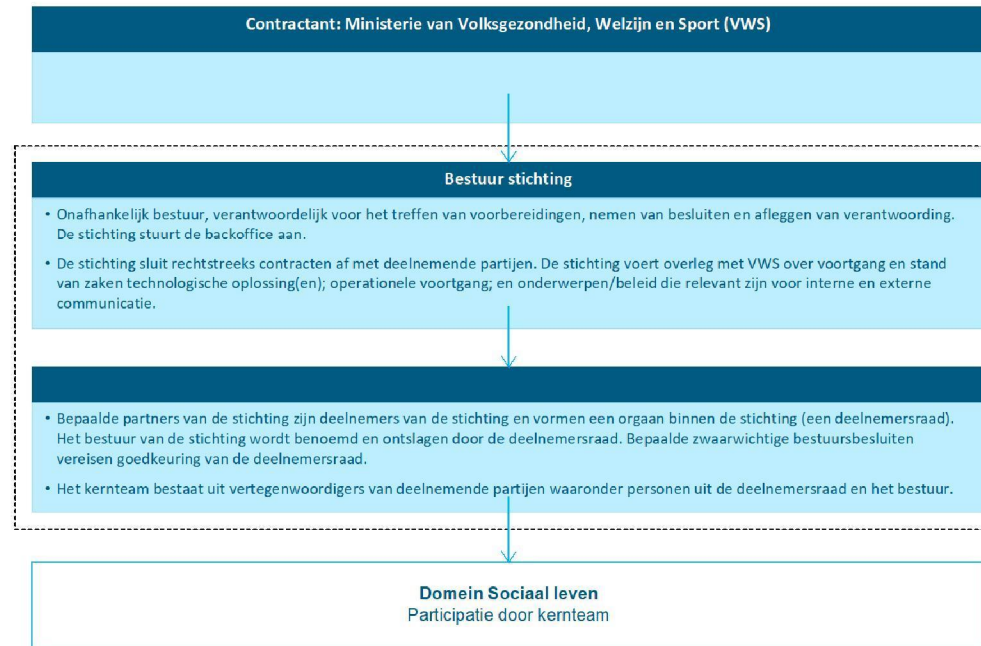 Contractant: Ministerie van Volksgezondheid, Welzijn en Sport (VWS)
Bestuur stichting
• Onafhankelijk bestuur, verantwoordelijk voor het treffen van voorbereidingen, nemen van besluiten en afleggen van verantwoording.
De stichting stuurt de backoffice aan.
• De stichting sluit rechtstreeks contracten af met deelnemende partijen. De stichting voert overleg met VWS over voortgang en stand
van zaken technologische oplossing(en); operationele voortgang; en onderwerpen/beleid die relevant zijn voor interne en externe
communicatie.
• Bepaalde partners van de stichting zijn deelnemers van de stichting en vormen een orgaan binnen de stichting (een deelnemersraad).
Het bestuur van de stichting wordt benoemd en ontslagen door de deelnemersraad. Bepaalde zwaarwichtige bestuursbesluiten
vereisen goedkeuring van de deelnemersraad.
• Het kernteam bestaat uit vertegenwoordigers van deelnemende partijen waaronder personen uit de deelnemersraad en het bestuur.
Domein Sociaal leven
Participatie door kernteam